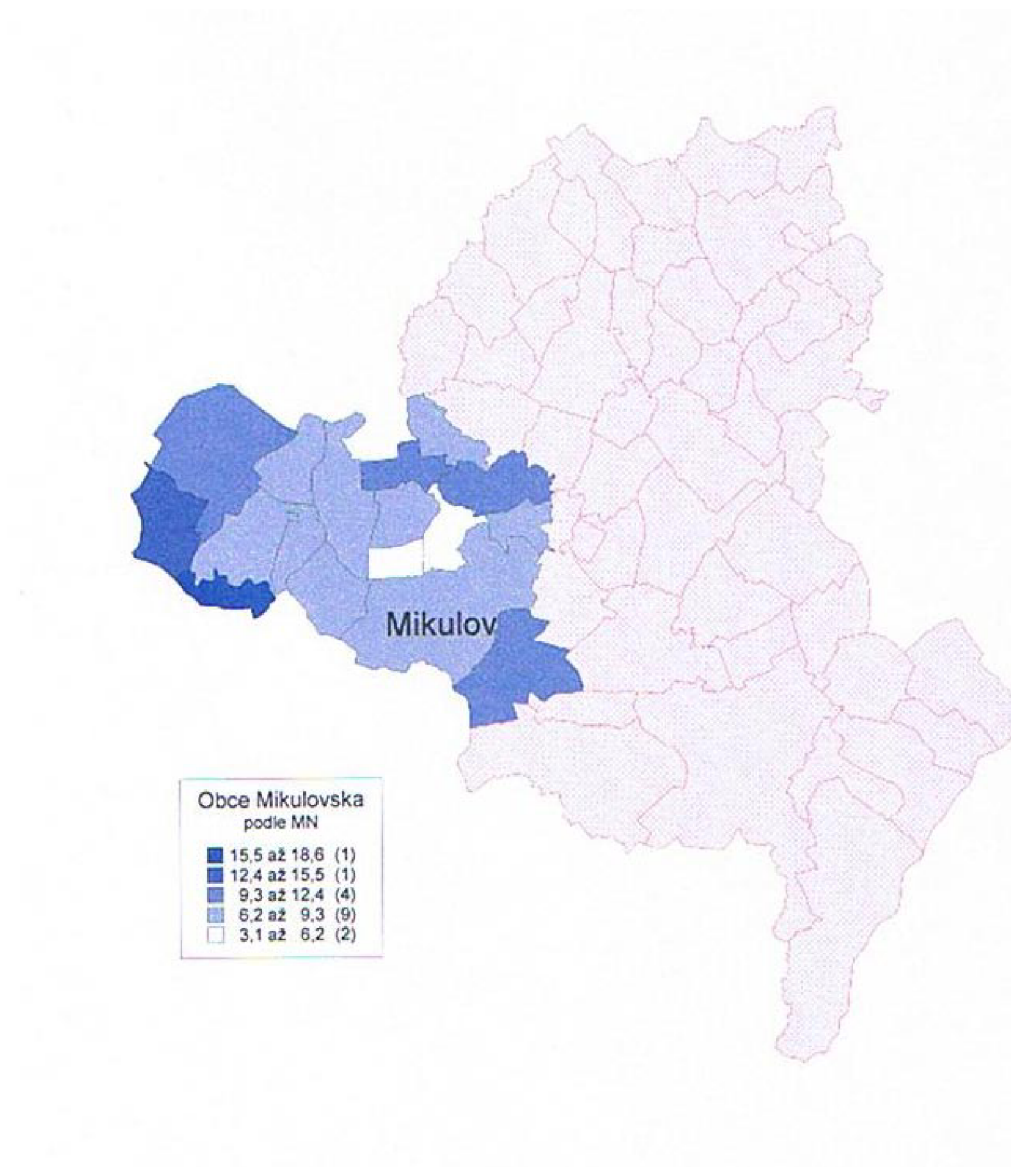 Mikulov
Obce Mikulovska
podle MN
15,5 až 18,6 (1)
12,4 až 15,5 (1)
9,3 až 12,4 (4)
6,2 až 9,3 (9)
3,1 až 6,2 (2)